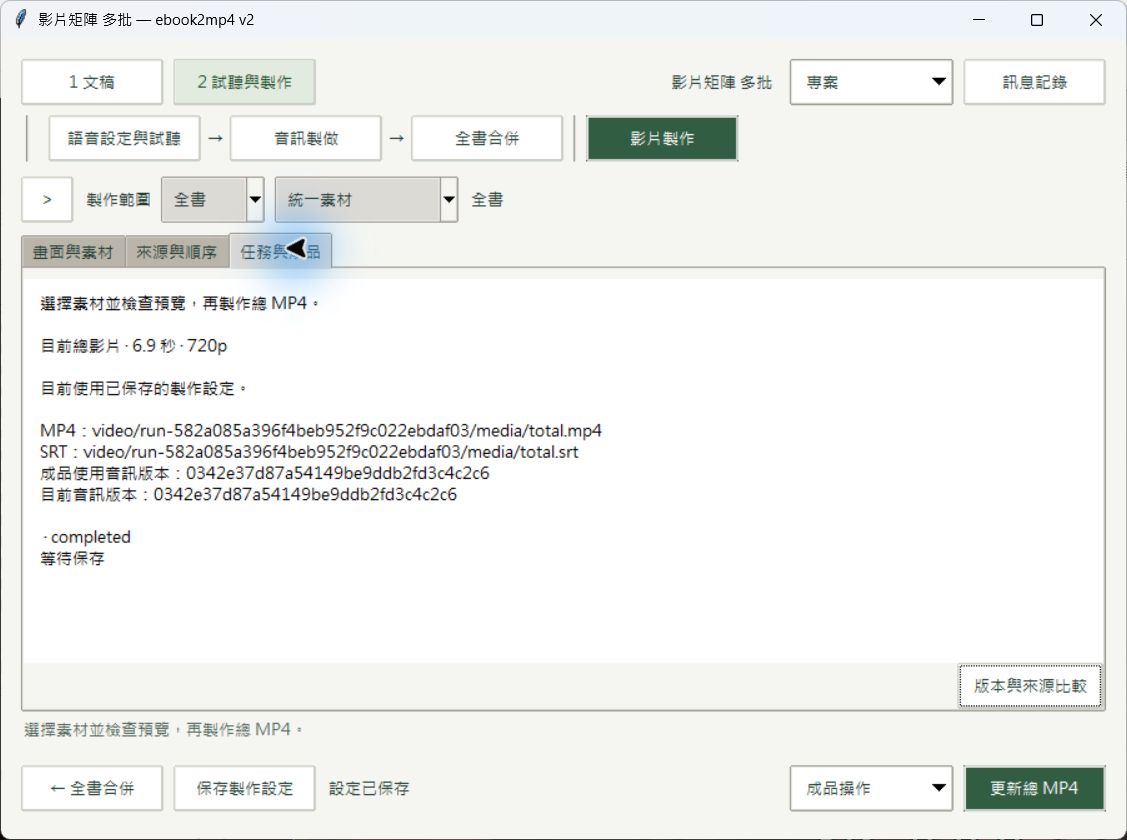 影片矩陣 多批 — ebook2mp4 v2
1 文稿
2 試聽與製作
影片矩陣 多批
專案
訊息記錄
語音設定與試聽
→
音訊製做
→
全書合併
影片製作
>
製作範圍
全書
統一素材
全書
畫面與素材
來源與順序
任務與 品
選擇素材並檢查預覽，再製作總 MP4。
目前總影片 · 6.9 秒 · 720p
目前使用已保存的製作設定。
MP4：video/run-582a085a396f4beb952f9c022ebdaf03/media/total.mp4
SRT：video/run-582a085a396f4beb952f9c022ebdaf03/media/total.srt
成品使用音訊版本：0342e37d87a54149be9ddb2fd3c4c2c6
目前音訊版本：0342e37d87a54149be9ddb2fd3c4c2c6
· completed
等待保存
版本與來源比較
選擇素材並檢查預覽，再製作總 MP4。
← 全書合併
保存製作設定
設定已保存
成品操作
更新總 MP4